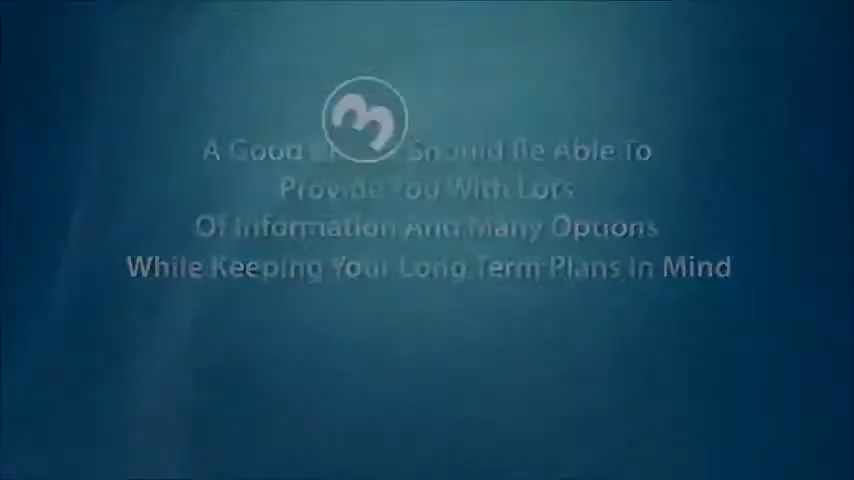 3
A Good Should Be Able To
Provide You With Lots
Of Information And Many Options
While Keeping Your Long Term Plans In Mind